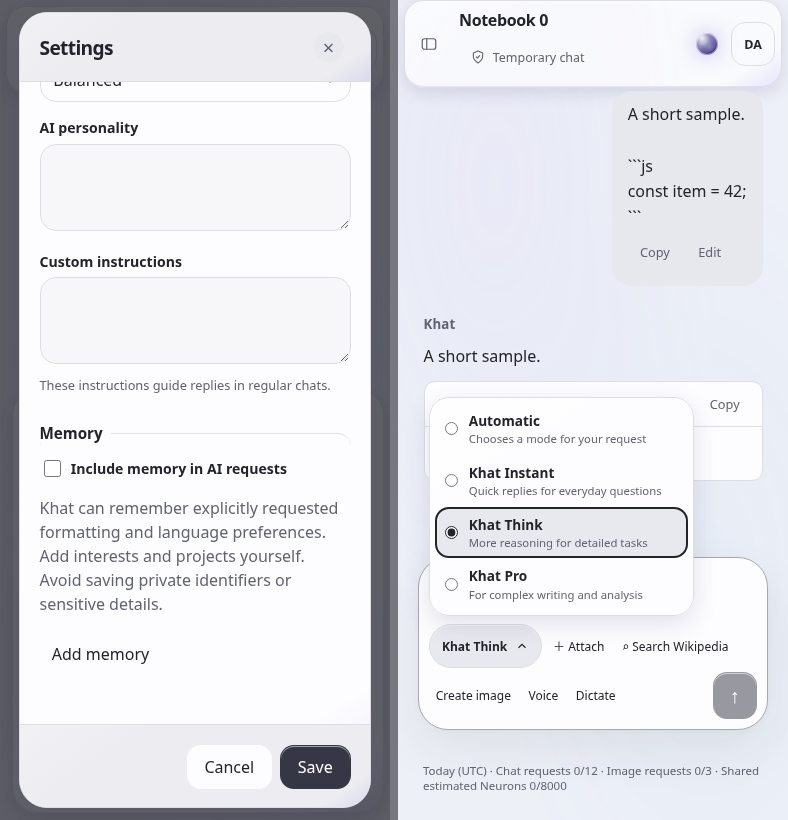 Settings
×
Balanced
AI personality
Custom instructions
These instructions guide replies in regular chats.
Memory
Include memory in AI requests
Khat can remember explicitly requested
formatting and language preferences.
Add interests and projects yourself.
Avoid saving private identifiers or
sensitive details.
Add memory
Cancel
Save
Notebook 0
Temporary chat
DA
A short sample.
```js
const item = 42;
```
Copy Edit
Khat
A short sample.
Copy
Automatic
Chooses a mode for your request
Khat Instant
Quick replies for everyday questions
Khat Think
More reasoning for detailed tasks
Khat Pro
For complex writing and analysis
Khat Think + Attach ⌕ Search Wikipedia
Create image Voice Dictate ↑
Today (UTC) · Chat requests 0/12 · Image requests 0/3 · Shared
estimated Neurons 0/8000